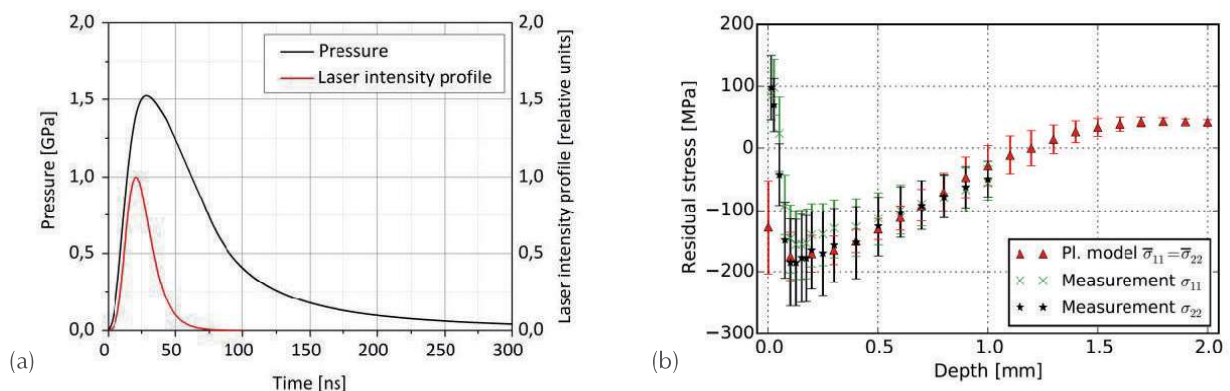 2,0
1,5
1,0
0,5
0,0
Pressure [GPa]
Pressure
Laser intensity profile
2,0
1,5
1,0
0,5
0,0
Laser intensity profile [relative units]
0
50
100
150
200
250
300
Time [ns]
(a)
200
100
0
−100
−200
−300
Residual stress [MPa]
Pl. model σ̅₁₁=σ̅₂₂
Measurement σ₁₁
Measurement σ₂₂
0.0
0.5
1.0
1.5
2.0
Depth [mm]
(b)